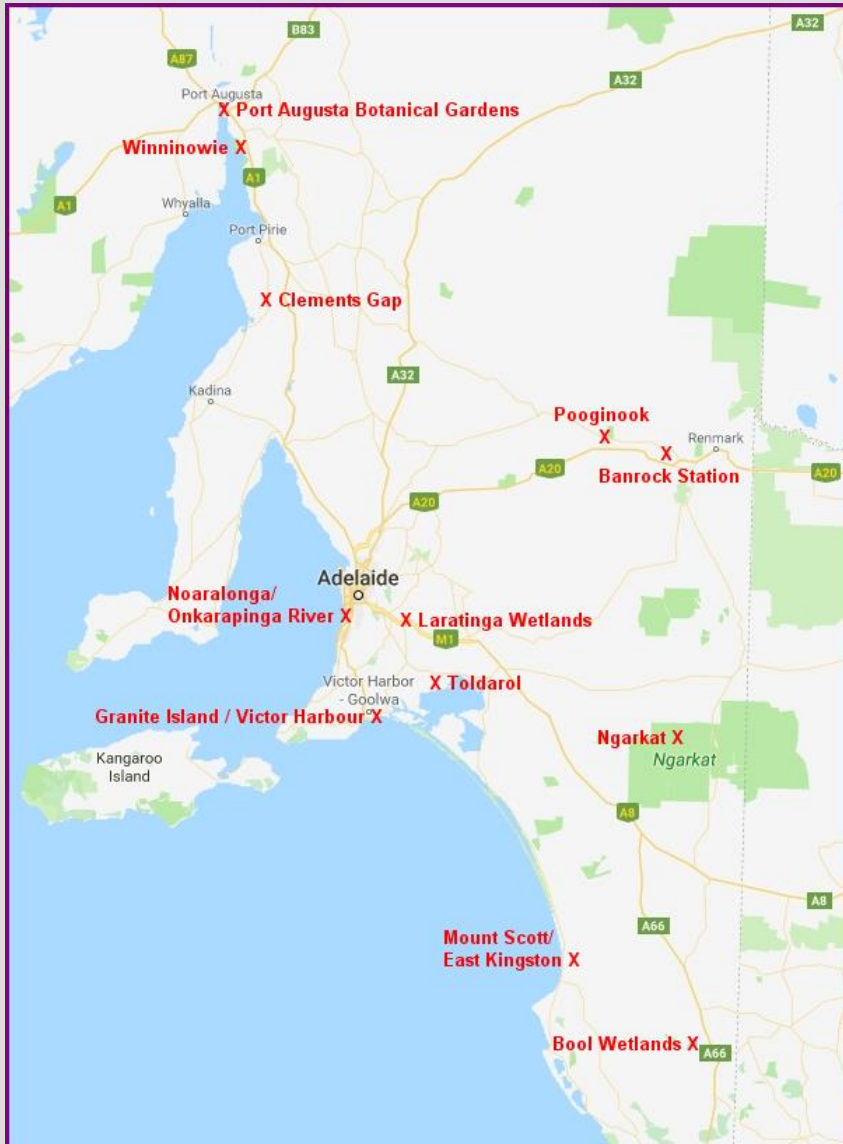 B83
A32
A87
A32
Port Augusta
X Port Augusta Botanical Gardens
Winninowie X
A1
A1
Whyalla
Port Pirie
X Clements Gap
A32
Kadina
Pooginook
X
X
Renmark
Banrock Station
A20
A20
A20
Adelaide
Noaralonga/
Onkarapinga River X
X Laratinga Wetlands
M1
Victor Harbor
- Goolwa
X Toldarol
Granite Island / Victor Harbour X
Ngarkat X
Ngarkat
Kangaroo
Island
A8
A8
A66
Mount Scott/
East Kingston X
Bool Wetlands X
A66